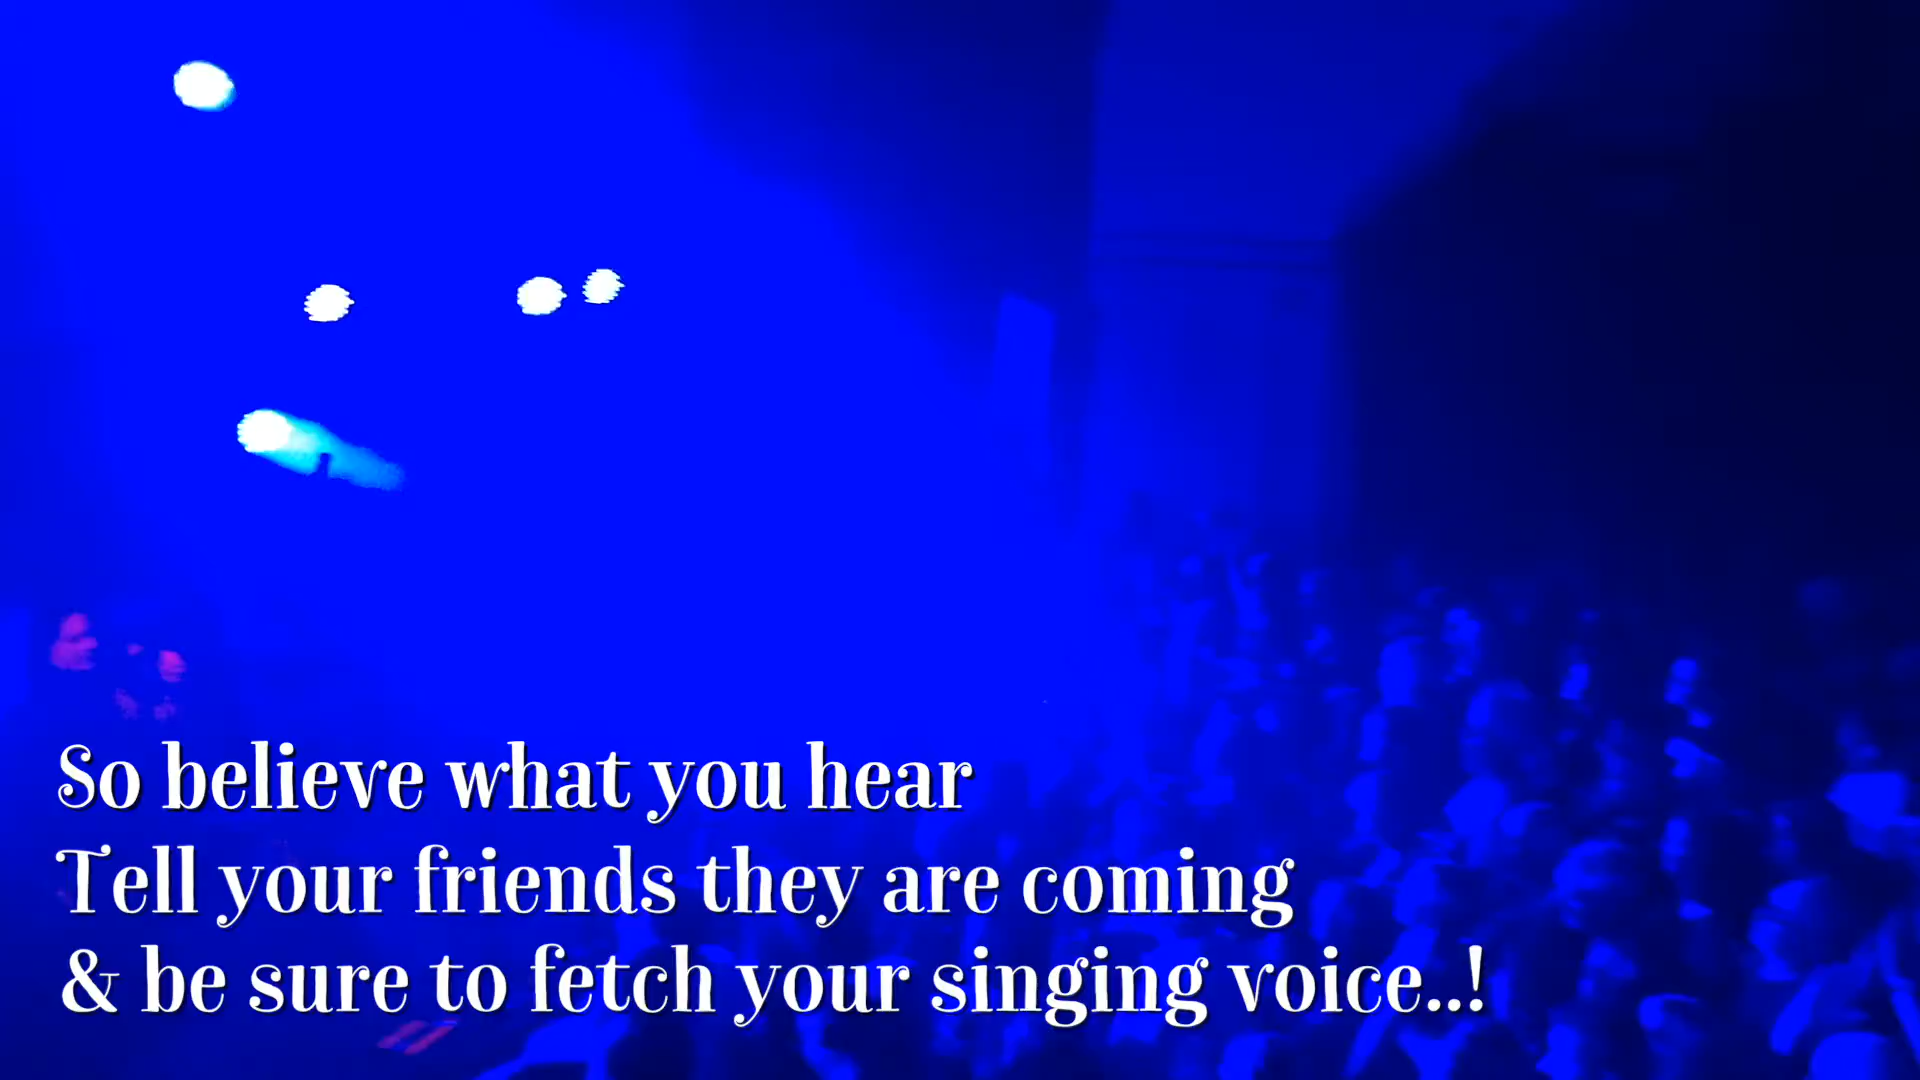 So believe what you hear
Tell your friends they are coming
& be sure to fetch your singing voice..!